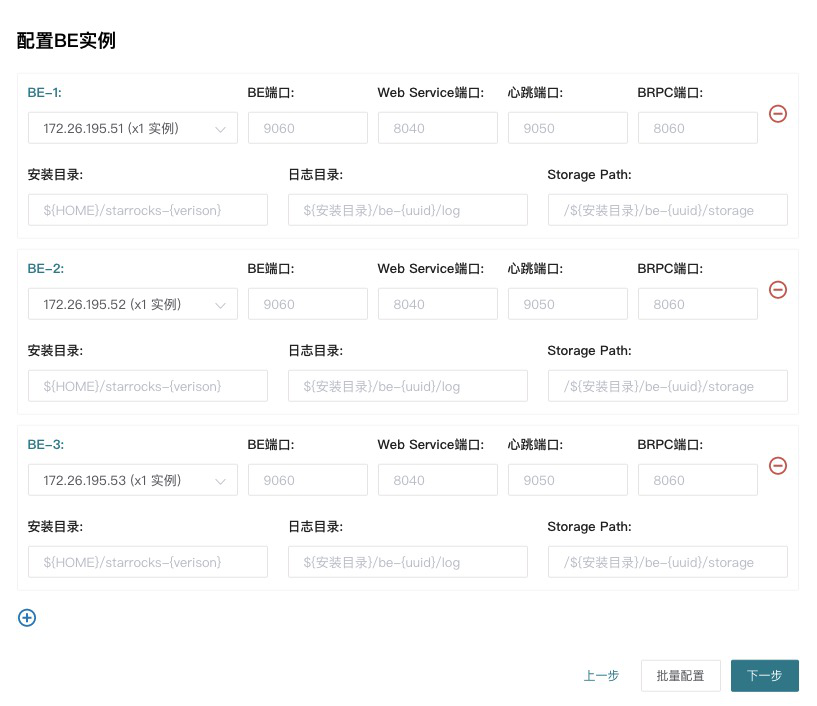 配置BE实例
BE-1: BE端口: Web Service端口: 心跳端口: BRPC端口:
172.26.195.51 (x1 实例) 9060 8040 9050 8060
安装目录: 日志目录: Storage Path:
${HOME}/starrocks-{verison} ${安装目录}/be-{uuid}/log /${安装目录}/be-{uuid}/storage
BE-2: BE端口: Web Service端口: 心跳端口: BRPC端口:
172.26.195.52 (x1 实例) 9060 8040 9050 8060
安装目录: 日志目录: Storage Path:
${HOME}/starrocks-{verison} ${安装目录}/be-{uuid}/log /${安装目录}/be-{uuid}/storage
BE-3: BE端口: Web Service端口: 心跳端口: BRPC端口:
172.26.195.53 (x1 实例) 9060 8040 9050 8060
安装目录: 日志目录: Storage Path:
${HOME}/starrocks-{verison} ${安装目录}/be-{uuid}/log /${安装目录}/be-{uuid}/storage
上一步 批量配置 下一步